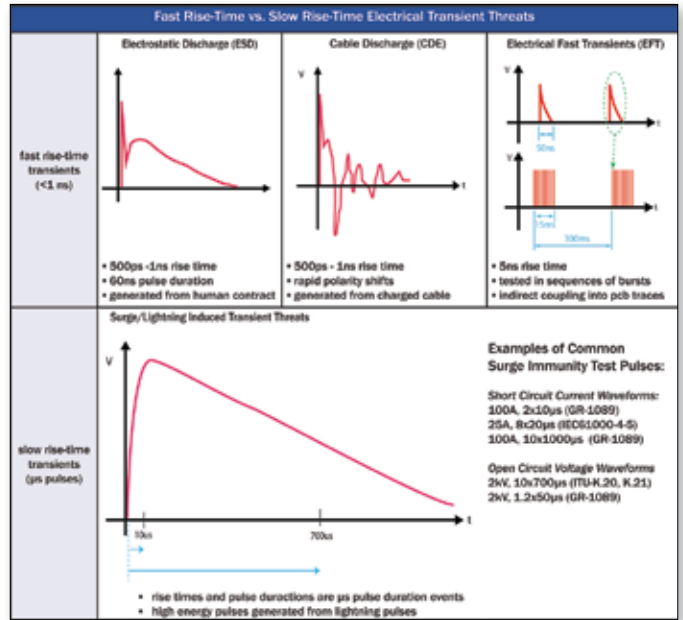 Fast Rise-Time vs. Slow Rise-Time Electrical Transient Threats
fast rise-time
transients
(<1 ns)
Electrostatic Discharge (ESD)
• 500ps -1ns rise time
• 60ns pulse duration
• generated from human contract
Cable Discharge (CDE)
V
t
• 500ps - 1ns rise time
• rapid polarity shifts
• generated from charged cable
Electrical Fast Transients (EFT)
t
50ns
t
15ms
300ms
• 5ns rise time
• tested in sequences of bursts
• indirect coupling into pcb traces
slow rise-time
transients
(µs pulses)
Surge/Lightning Induced Transient Threats
V
t
10us
700us
• rise times and pulse duractions are µs pulse duration events
• high energy pulses generated from lightning pulses
Examples of Common
Surge Immunity Test Pulses:
Short Circuit Current Waveforms:
100A, 2x10µs (GR-1089)
25A, 8x20µs (IEC61000-4-5)
100A, 10x1000µs (GR-1089)
Open Circuit Voltage Waveforms
2kV, 10x700µs (ITU-K.20, K.21)
2kV, 1.2x50µs (GR-1089)